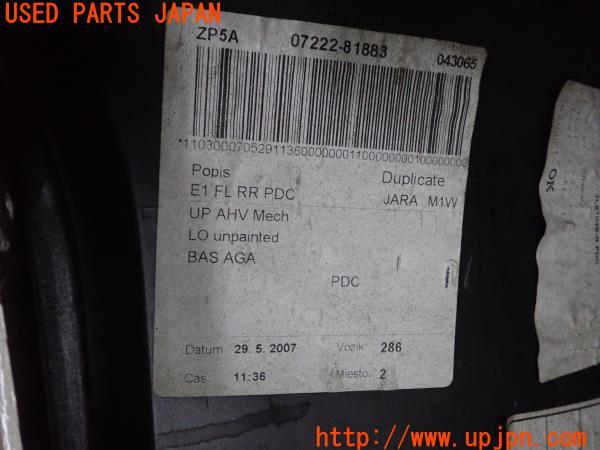 USED PARTS JAPAN
ZP5A 07222-81883 043065
Popis Duplicate
E1 FL RR PDC JARA M1VV
UP AHV Mech
LO unpainted
BAS AGA
PDC
Datum 29. 5. 2007 Vozik 286
Cas: 11:36 Miesto: 2
OK
http://www.upjpn.com